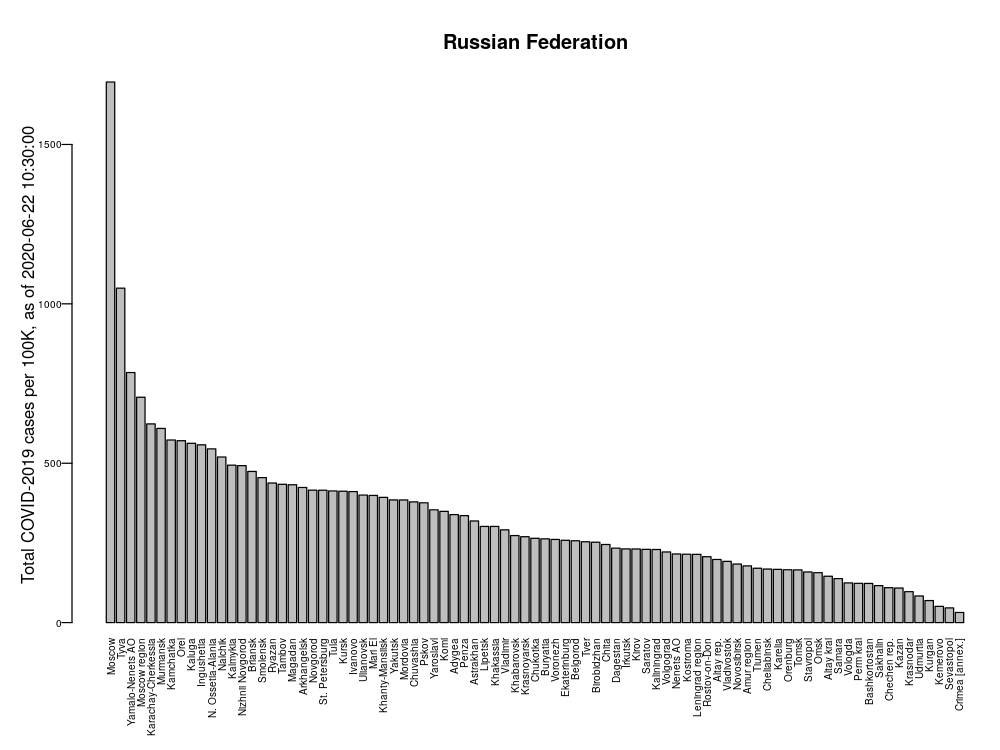 Russian Federation
Total COVID-2019 cases per 100K, as of 2020-06-22 10:30:00
1500
1000
500
0
Moscow
Tyva
Yamalo-Nenets AO
Moscow region
Karachay-Cherkessia
Murmansk
Kamchatka
Orel
Kaluga
Ingushetia
N. Ossetia-Alania
Nalchik
Kalmykia
Nizhnii Novgorod
Briansk
Smolensk
Ryazan
Tambov
Magadan
Arkhangelsk
Novgorod
St. Petersburg
Tula
Kursk
Ivanovo
Ulianovsk
Mari El
Khanty-Mansiisk
Yakutsk
Mordovia
Chuvashia
Pskov
Yaroslavl
Komi
Adygea
Penza
Astrakhan
Lipetsk
Khakassia
Vladimir
Khabarovsk
Krasnoyarsk
Chukotka
Buryatia
Voronezh
Ekaterinburg
Belgorod
Tver
Birobidzhan
Chita
Dagestan
Irkutsk
Kirov
Saratov
Kaliningrad
Volgograd
Nenets AO
Kostroma
Leningrad region
Rostov-on-Don
Altay rep.
Vladivostok
Novosibirsk
Amur region
Tiumen
Cheliabinsk
Karelia
Orenburg
Tomsk
Stavropol
Omsk
Altay krai
Samara
Vologda
Perm krai
Bashkortostan
Sakhalin
Chechen rep.
Kazan
Krasnodar
Udmurtia
Kurgan
Kemerovo
Sevastopol
Crimea [annex.]